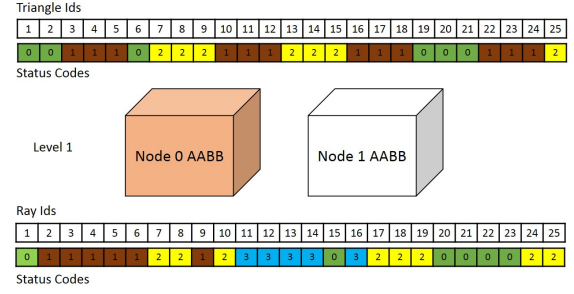 Triangle Ids
1 2 3 4 5 6 7 8 9 10 11 12 13 14 15 16 17 18 19 20 21 22 23 24 25
0 0 1 1 1 0 2 2 2 1 1 1 2 2 2 1 1 1 0 0 0 1 1 1 2
Status Codes
Level 1
Node 0 AABB
Node 1 AABB
Ray Ids
1 2 3 4 5 6 7 8 9 10 11 12 13 14 15 16 17 18 19 20 21 22 23 24 25
0 1 1 1 1 1 2 2 1 2 3 3 3 3 0 3 2 2 2 0 0 0 0 2 2
Status Codes